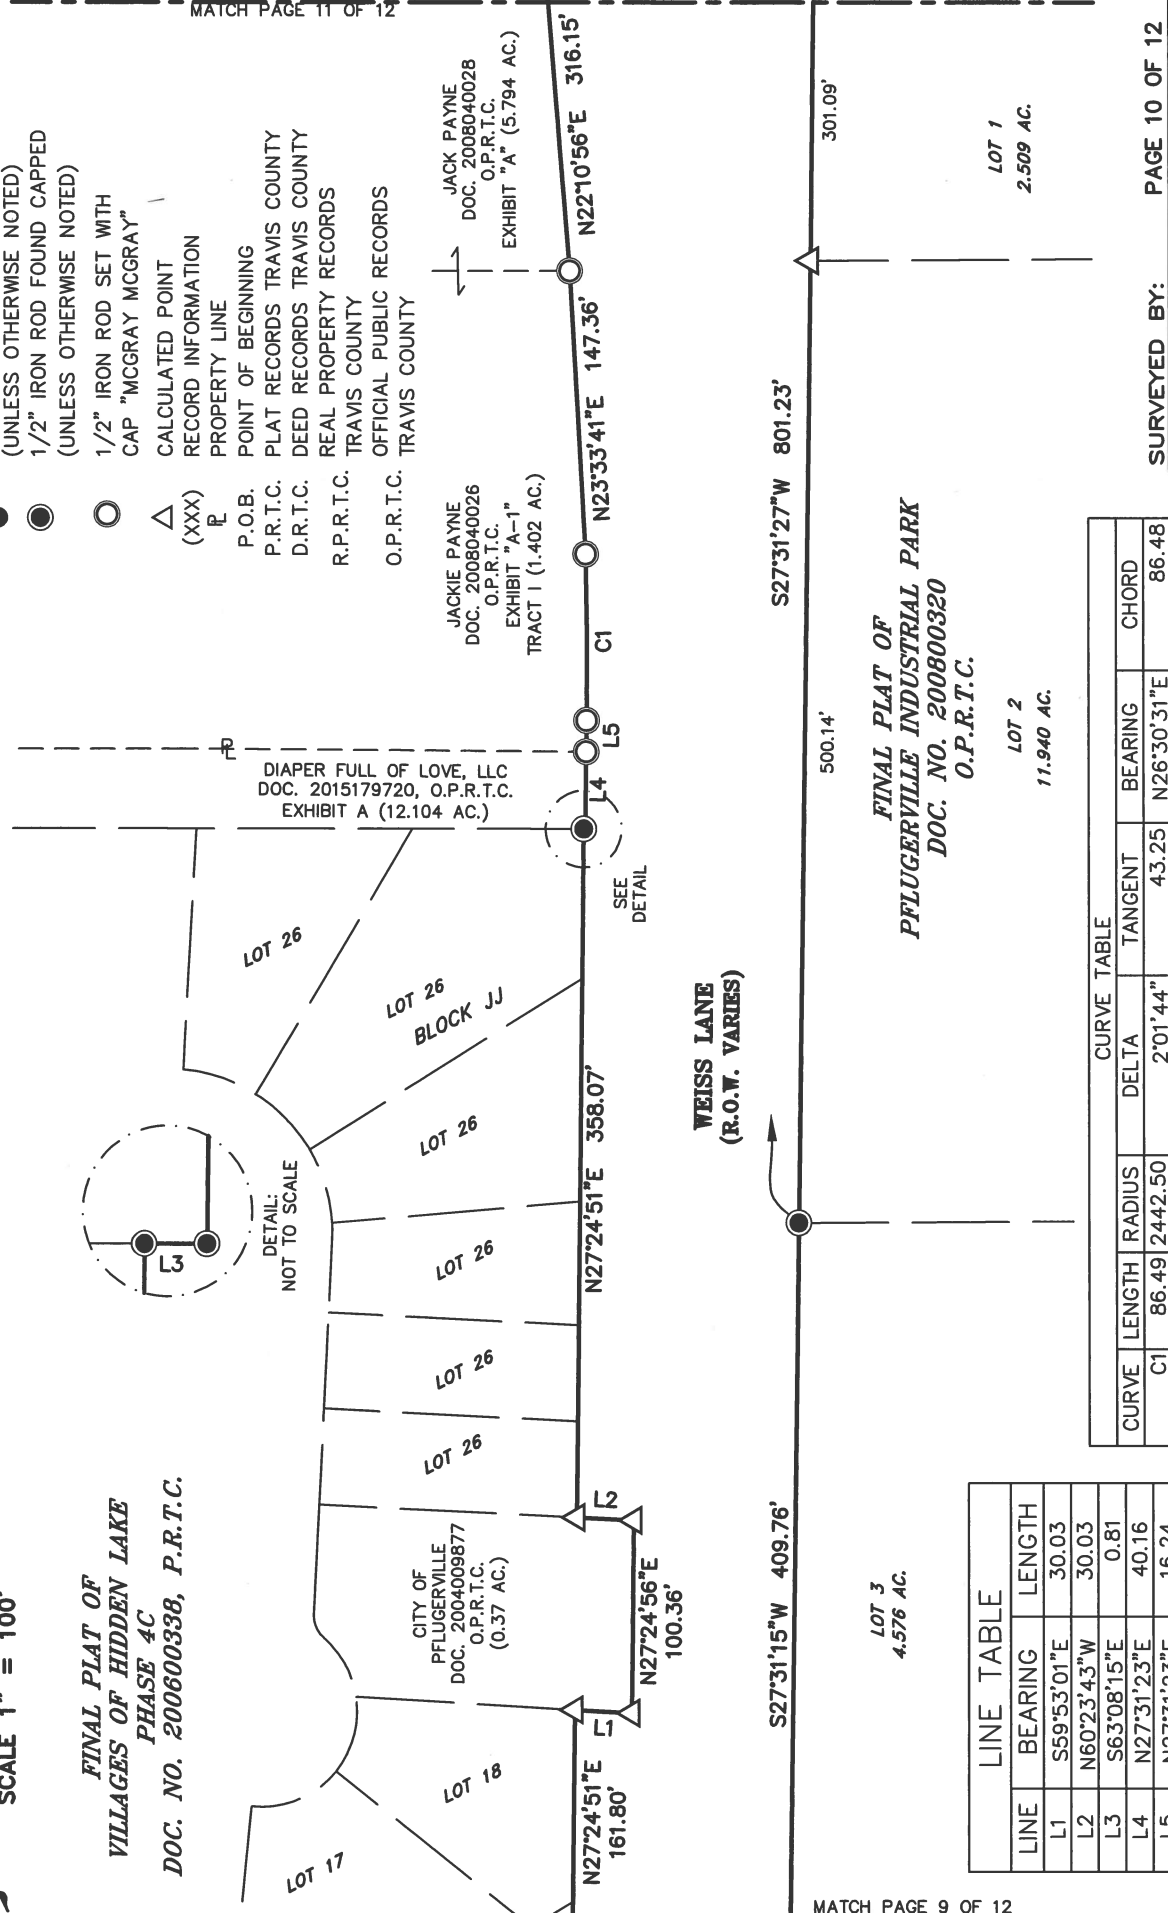 MATCH PAGE 11 OF 12
(UNLESS OTHERWISE NOTED)
1/2" IRON ROD FOUND CAPPED
(UNLESS OTHERWISE NOTED)
1/2" IRON ROD SET WITH
CAP "MCGRAY MCGRAY"
CALCULATED POINT
(XXX) RECORD INFORMATION
PL PROPERTY LINE
P.O.B. POINT OF BEGINNING
P.R.T.C. PLAT RECORDS TRAVIS COUNTY
D.R.T.C. DEED RECORDS TRAVIS COUNTY
R.P.R.T.C. REAL PROPERTY RECORDS
TRAVIS COUNTY
O.P.R.T.C. OFFICIAL PUBLIC RECORDS
TRAVIS COUNTY
SCALE 1" = 100'
FINAL PLAT OF
VILLAGES OF HIDDEN LAKE
PHASE 4C
DOC. NO. 200600338, P.R.T.C.
LOT 17
LOT 18
CITY OF
PFLUGERVILLE
DOC. 2004009877
O.P.R.T.C.
(0.37 AC.)
LOT 26
LOT 26
LOT 26
LOT 26
BLOCK JJ
LOT 26
LOT 26
DETAIL:
NOT TO SCALE
L3
PL
DIAPER FULL OF LOVE, LLC
DOC. 2015179720, O.P.R.T.C.
EXHIBIT A (12.104 AC.)
JACKIE PAYNE
DOC. 2008040026
O.P.R.T.C.
EXHIBIT "A-1"
TRACT I (1.402 AC.)
JACK PAYNE
DOC. 2008040028
O.P.R.T.C.
EXHIBIT "A" (5.794 AC.)
N27°24'51"E
161.80'
L1
N27°24'56"E
100.36'
L2
N27°24'51"E 358.07'
SEE
DETAIL
L4
L5
C1
N23°33'41"E 147.36'
N22°10'56"E 316.15'
WEISS LANE
(R.O.W. VARIES)
S27°31'15"W 409.76'
S27°31'27"W 801.23'
500.14'
301.09'
LOT 3
4.576 AC.
FINAL PLAT OF
PFLUGERVILLE INDUSTRIAL PARK
DOC. NO. 200800320
O.P.R.T.C.
LOT 2
11.940 AC.
LOT 1
2.509 AC.
LINE TABLE
LINE BEARING LENGTH
L1 S59°53'01"E 30.03
L2 N60°23'43"W 30.03
L3 S63°08'15"E 0.81
L4 N27°31'23"E 40.16
L5 N27°31'23"E 16.24
CURVE TABLE
CURVE LENGTH RADIUS DELTA TANGENT BEARING CHORD
C1 86.49 2442.50 2°01'44" 43.25 N26°30'31"E 86.48
SURVEYED BY: PAGE 10 OF 12
MATCH PAGE 9 OF 12